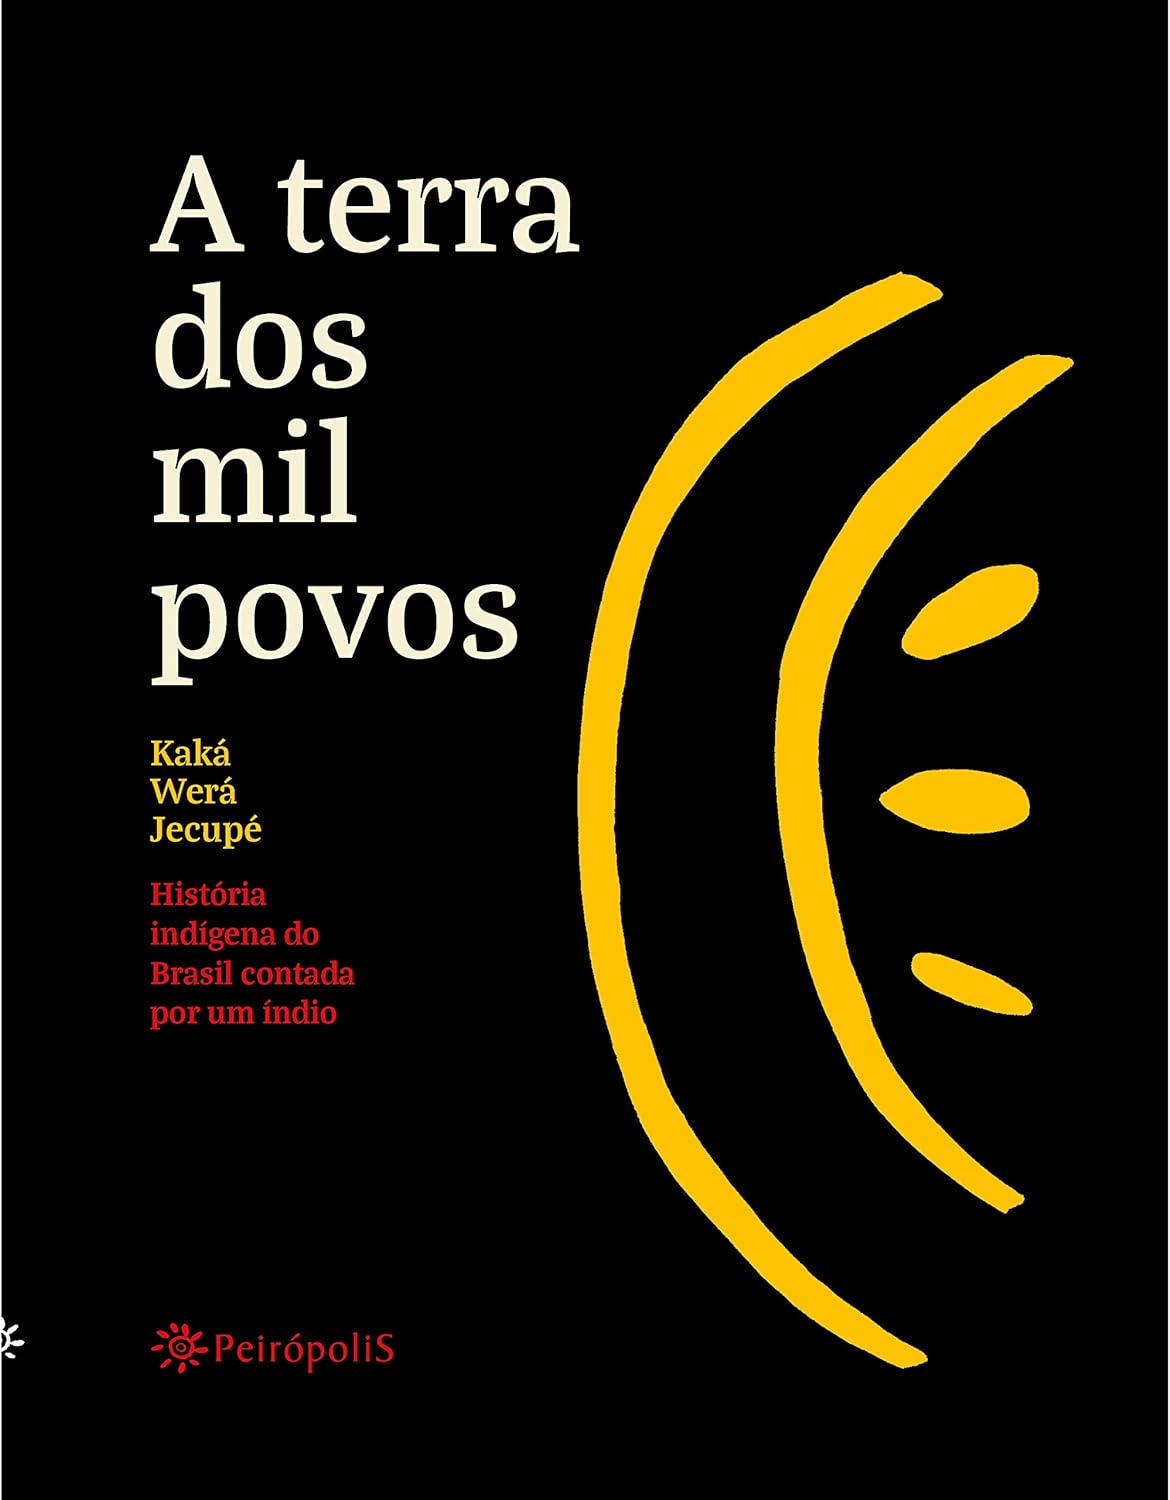 A terra
dos
mil
povos
Kaká
Werá
Jecupé
História
indígena do
Brasil contada
por um índio
PeirópoliS